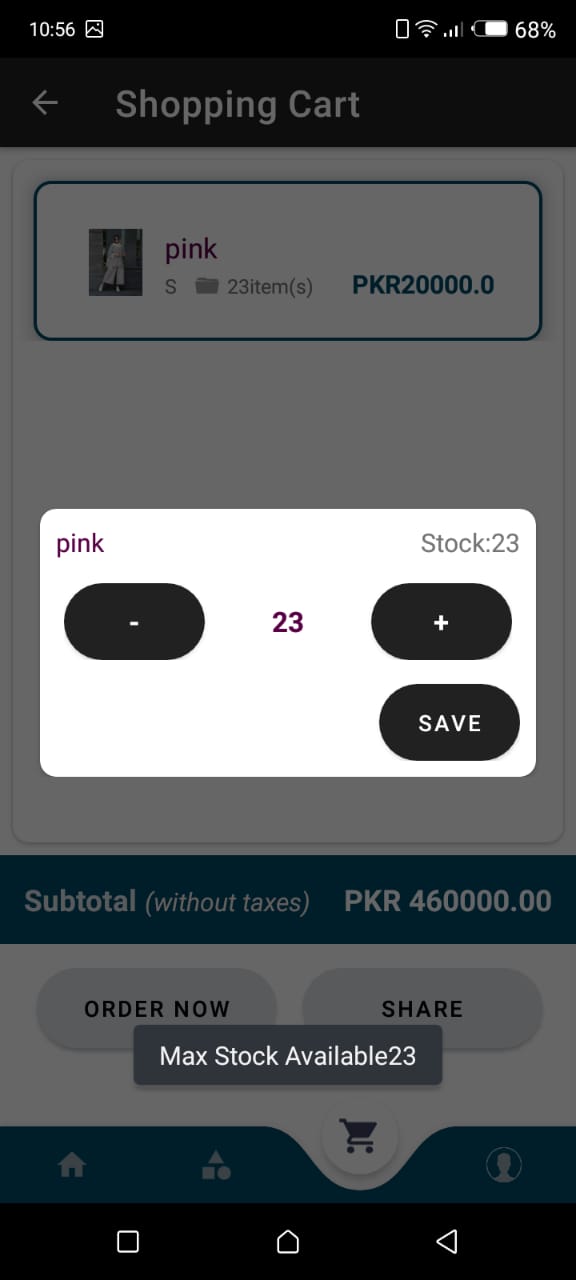 10:56 68%
Shopping Cart
pink
S 23item(s) PKR20000.0
pink Stock:23
- 23 +
SAVE
Subtotal (without taxes) PKR 460000.00
ORDER NOW SHARE
Max Stock Available23